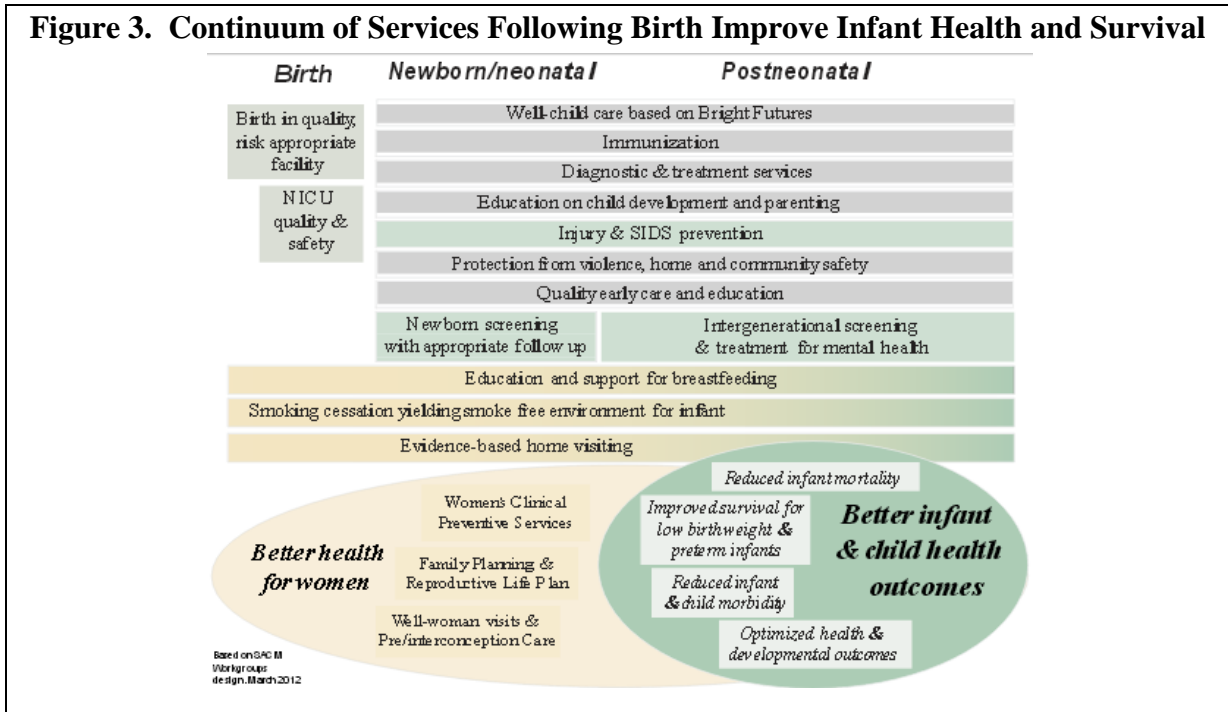 Figure 3. Continuum of Services Following Birth Improve Infant Health and Survival
Birth
Newborn/neonatal
Postneonatal
Birth in quality,
risk appropriate
facility
NICU
quality &
safety
Well-child care based on Bright Futures
Immunization
Diagnostic & treatment services
Education on child development and parenting
Injury & SIDS prevention
Protection from violence, home and community safety
Quality early care and education
Newborn screening
with appropriate follow up
Intergenerational screening
& treatment for mental health
Education and support for breastfeeding
Smoking cessation yielding smoke free environment for infant
Evidence-based home visiting
Better health
for women
Women's Clinical
Preventive Services
Family Planning &
Reproductive Life Plan
Well-woman visits &
Pre/interconception Care
Reduced infant mortality
Improved survival for
low birthweight &
preterm infants
Reduced infant
& child morbidity
Optimized health &
developmental outcomes
Better infant
& child health
outcomes
Based on SACIM
Workgroups
design. March 2012